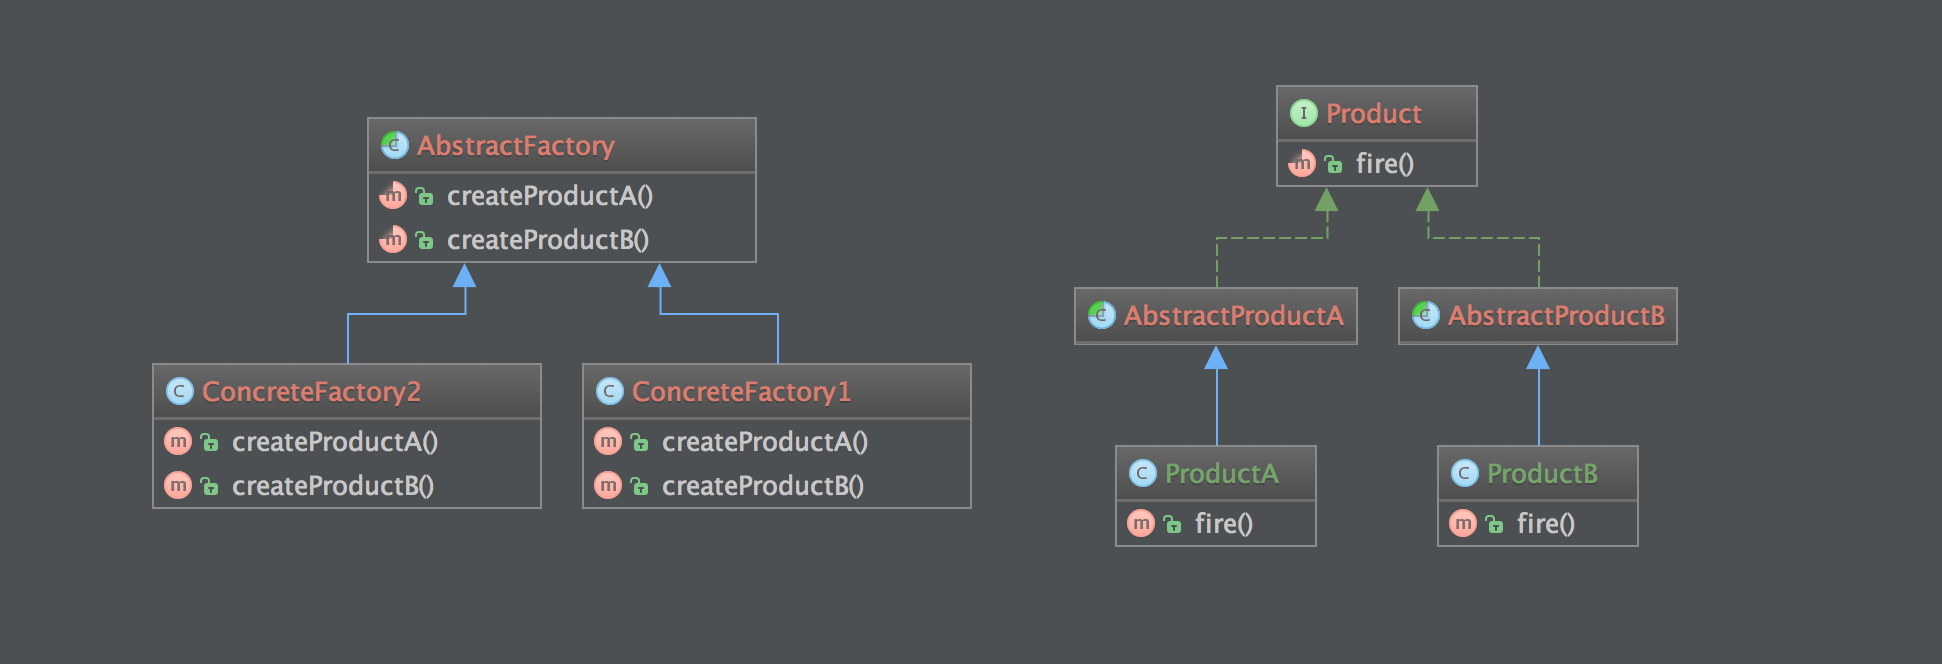 AbstractFactory
createProductA()
createProductB()
ConcreteFactory2
createProductA()
createProductB()
ConcreteFactory1
createProductA()
createProductB()
I Product
m fire()
AbstractProductA
AbstractProductB
C ProductA
m fire()
C ProductB
m fire()